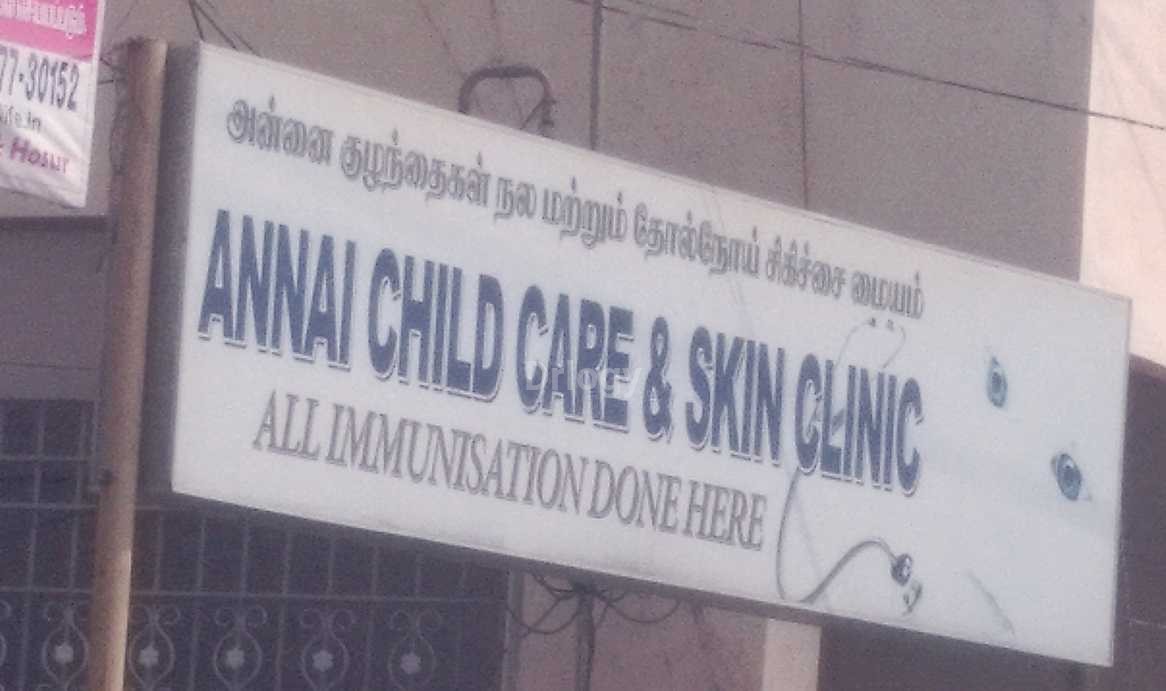 77-30152
Hosur
அன்னை குழந்தைகள் நல மற்றும் தோல்நோய் சிகிச்சை மையம்
ANNAI CHILD CARE & SKIN CLINIC
ALL IMMUNISATION DONE HERE